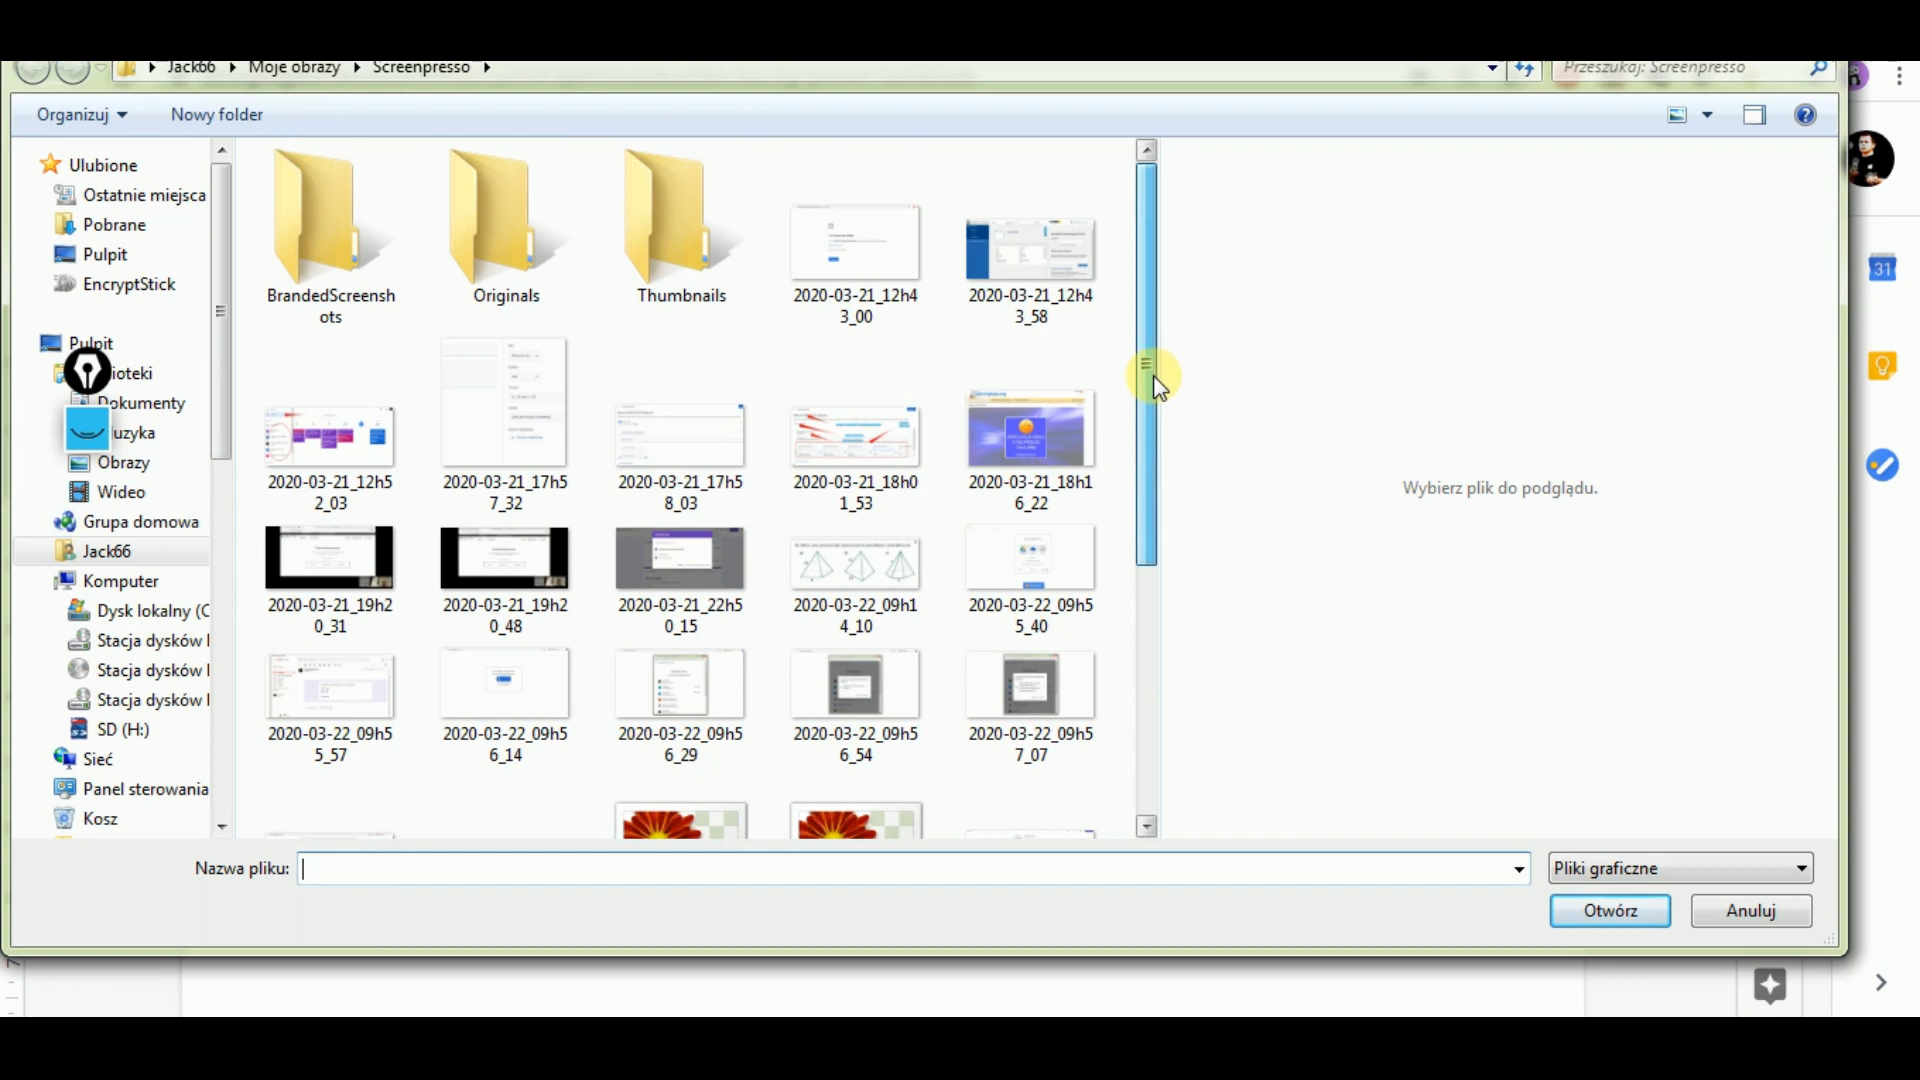 Jack66 Moje obrazy Screenpresso
Przeszukaj: Screenpresso
Organizuj Nowy folder
Ulubione
Ostatnie miejsca
Pobrane
Pulpit
EncryptStick
Pulpit
ioteki
Dokumenty
uzyka
Obrazy
Wideo
Grupa domowa
Jack66
Komputer
Dysk lokalny (C
Stacja dysków
Stacja dysków
Stacja dysków
SD (H:)
Sieć
Panel sterowania
Kosz
BrandedScreensh
ots
Originals
Thumbnails
2020-03-21_12h4
3_00
2020-03-21_12h4
3_58
2020-03-21_12h5
2_03
2020-03-21_17h5
7_32
2020-03-21_17h5
8_03
2020-03-21_18h0
1_53
2020-03-21_18h1
6_22
2020-03-21_19h2
0_31
2020-03-21_19h2
0_48
2020-03-21_22h5
0_15
2020-03-22_09h1
4_10
2020-03-22_09h5
5_40
2020-03-22_09h5
5_57
2020-03-22_09h5
6_14
2020-03-22_09h5
6_29
2020-03-22_09h5
6_54
2020-03-22_09h5
7_07
Wybierz plik do podglądu.
31
Nazwa pliku:
Pliki graficzne
Otwórz
Anuluj